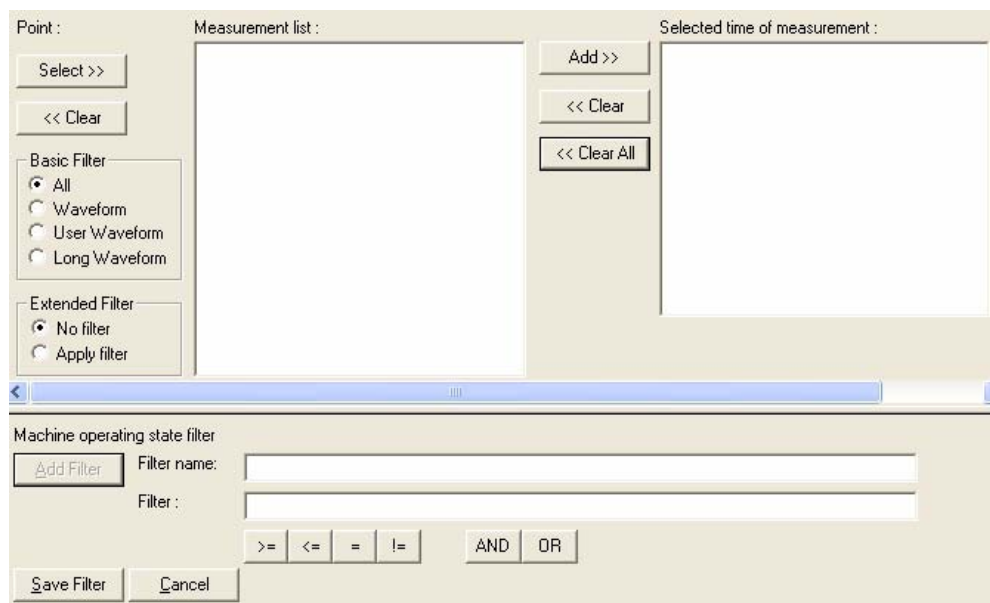 Point :
Measurement list :
Selected time of measurement :
Select >>
<< Clear
Add >>
<< Clear
<< Clear All
Basic Filter
All
Waveform
User Waveform
Long Waveform
Extended Filter
No filter
Apply filter
Machine operating state filter
Add Filter
Filter name:
Filter :
>= <= = != AND OR
Save Filter Cancel